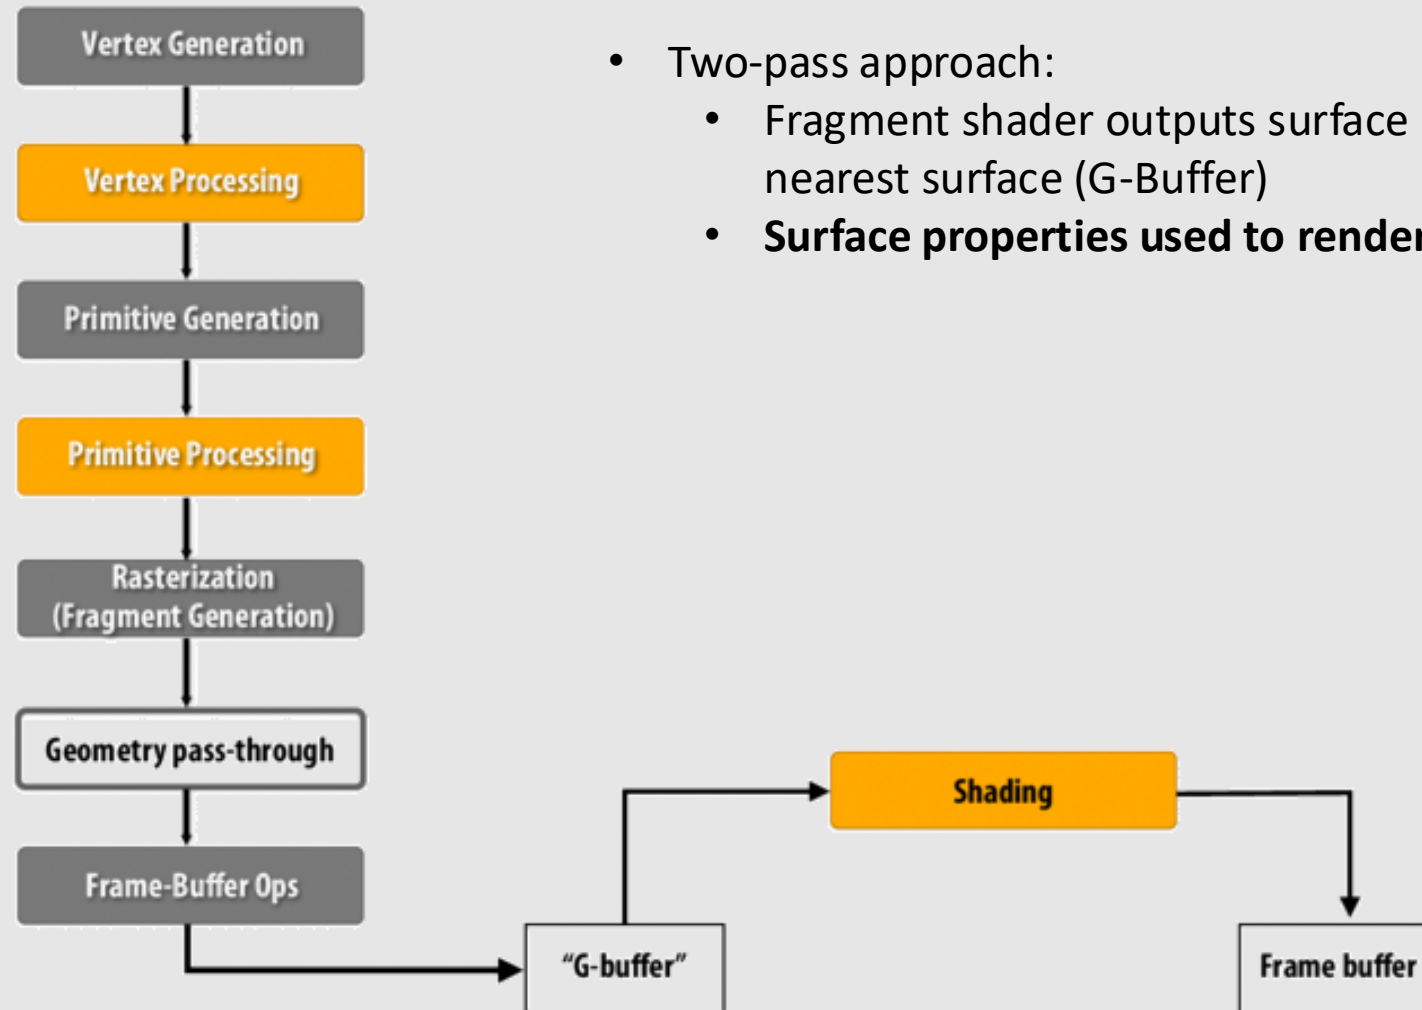 Vertex Generation
Vertex Processing
Primitive Generation
Primitive Processing
Rasterization
(Fragment Generation)
Geometry pass-through
Frame-Buffer Ops
• Two-pass approach:
• Fragment shader outputs surface
nearest surface (G-Buffer)
• Surface properties used to render
Shading
“G-buffer”
Frame buffer